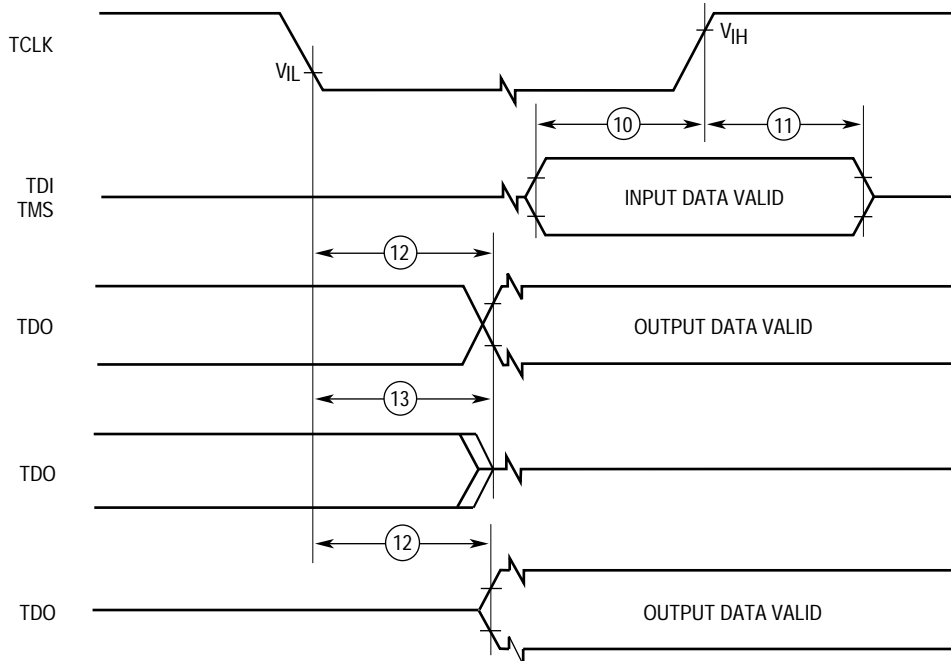 TCLK
VIL
VIH
10
11
TDI
TMS
INPUT DATA VALID
12
TDO
OUTPUT DATA VALID
13
TDO
12
TDO
OUTPUT DATA VALID